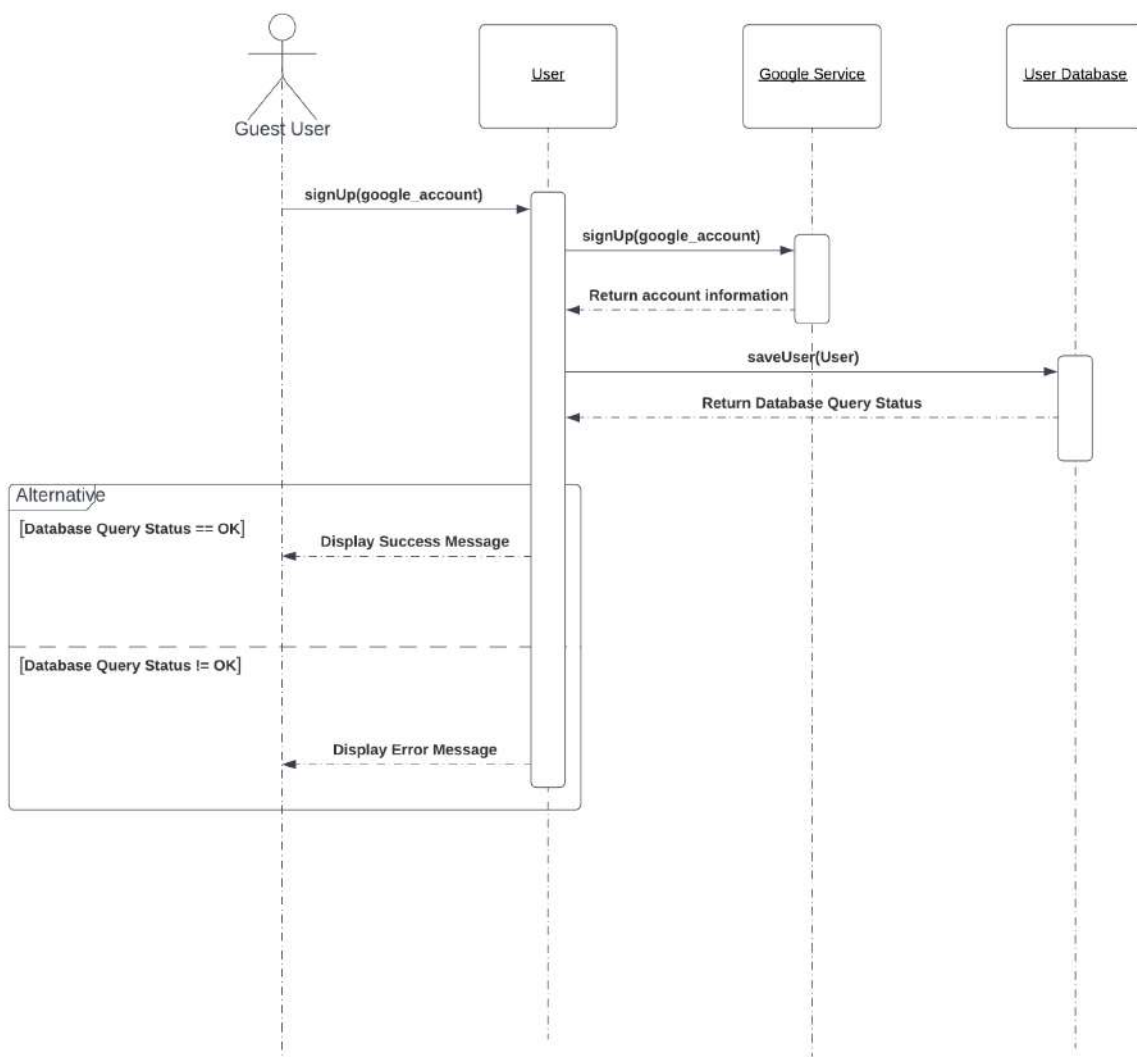 User
Google Service
User Database
Guest User
signUp(google_account)
signUp(google_account)
Return account information
saveUser(User)
Return Database Query Status
Alternative
[Database Query Status == OK]
Display Success Message
[Database Query Status != OK]
Display Error Message